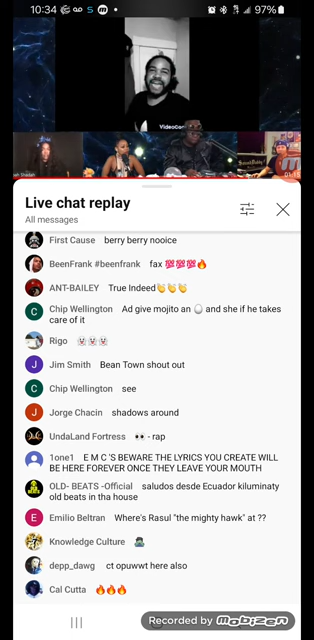 10:34
97%
VideoCon
ah Shadah
01:15
Live chat replay
All messages
First Cause berry berry nooice
BeenFrank #beenfrank fax 💯💯💯🔥
ANT-BAILEY True Indeed👏👏👏
C Chip Wellington Ad give mojito an 🥚 and she if he takes
care of it
Rigo
J Jim Smith Bean Town shout out
C Chip Wellington see
J Jorge Chacin shadows around
UndaLand Fortress 👀 - rap
1one1 E M C 'S BEWARE THE LYRICS YOU CREATE WILL
BE HERE FOREVER ONCE THEY LEAVE YOUR MOUTH
OLD- BEATS -Official saludos desde Ecuador kiluminaty
old beats in tha house
E Emilio Beltran Where's Rasul "the mighty hawk" at ??
Knowledge Culture
depp_dawg ct opuwwt here also
Cal Cutta 🔥🔥🔥
Recorded by Mobizen